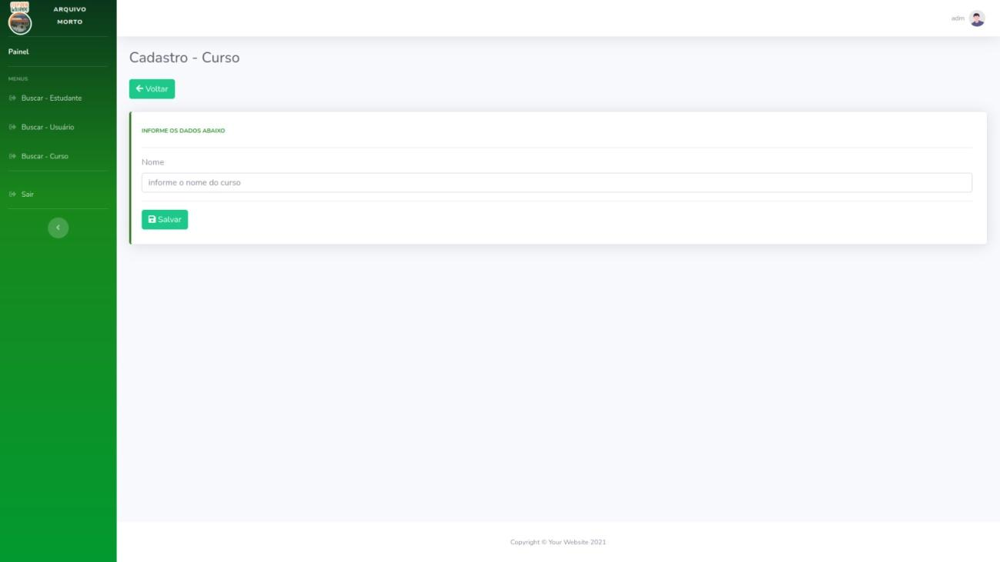 ARQUIVO
MORTO
adm
Painel
MENUS
Buscar - Estudante
Buscar - Usuário
Buscar - Curso
Sair
Cadastro - Curso
Voltar
INFORME OS DADOS ABAIXO
Nome
informe o nome do curso
Salvar
Copyright © Your Website 2021